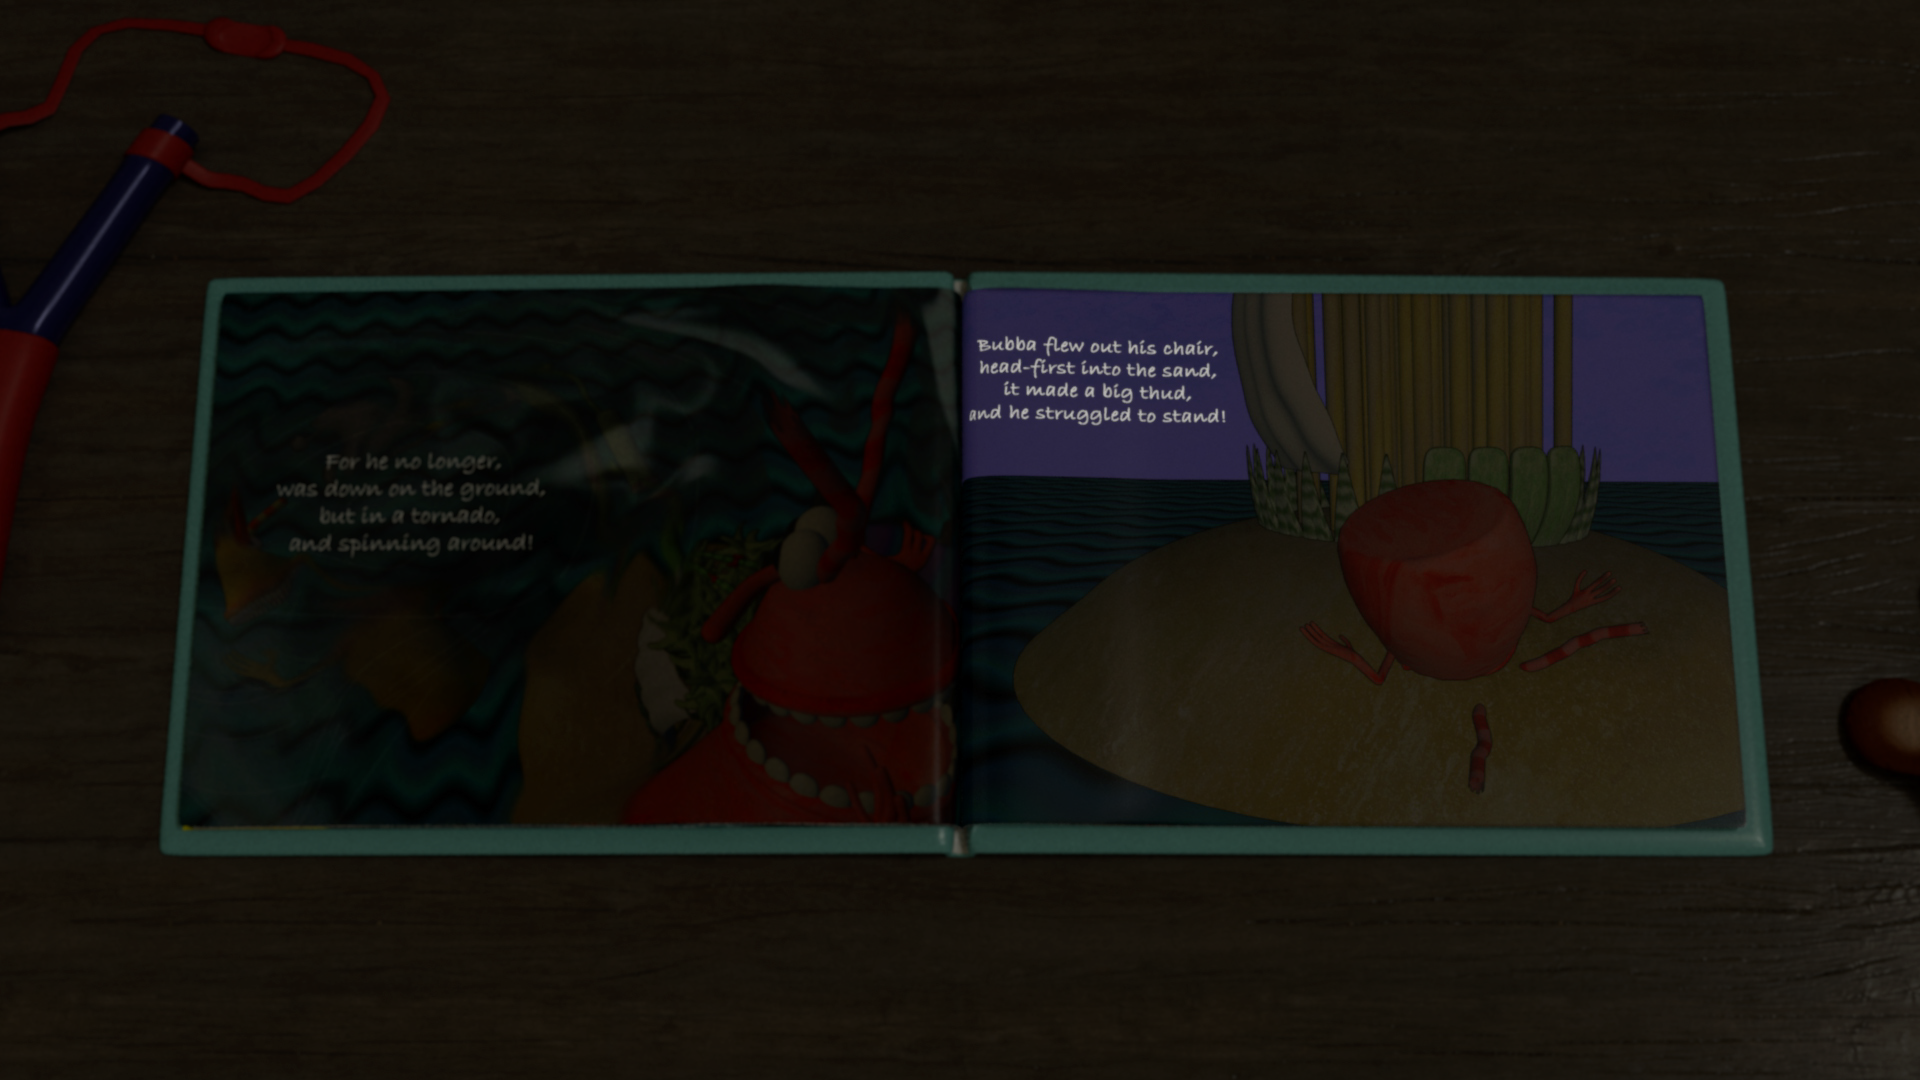 For he no longer,
was down on the ground,
but in a tornado,
and spinning around!
Bubba flew out his chair,
head-first into the sand,
it made a big thud,
and he struggled to stand!